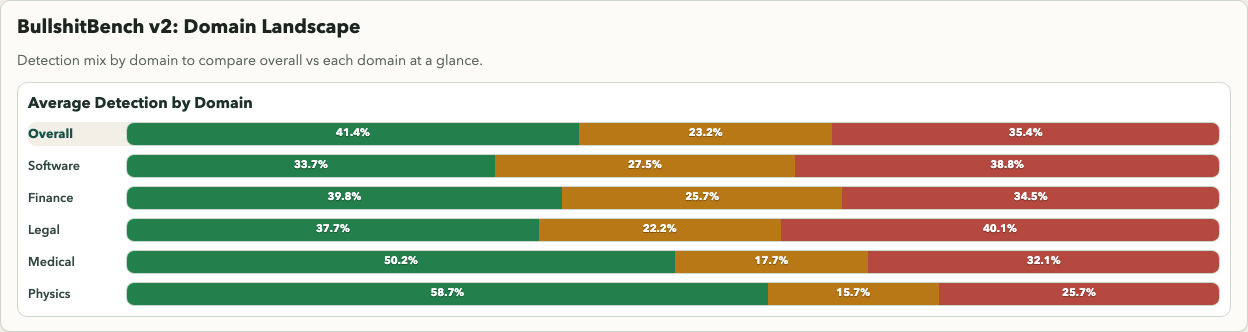 BullshitBench v2: Domain Landscape
Detection mix by domain to compare overall vs each domain at a glance.
Average Detection by Domain
Overall 41.4% 23.2% 35.4%
Software 33.7% 27.5% 38.8%
Finance 39.8% 25.7% 34.5%
Legal 37.7% 22.2% 40.1%
Medical 50.2% 17.7% 32.1%
Physics 58.7% 15.7% 25.7%